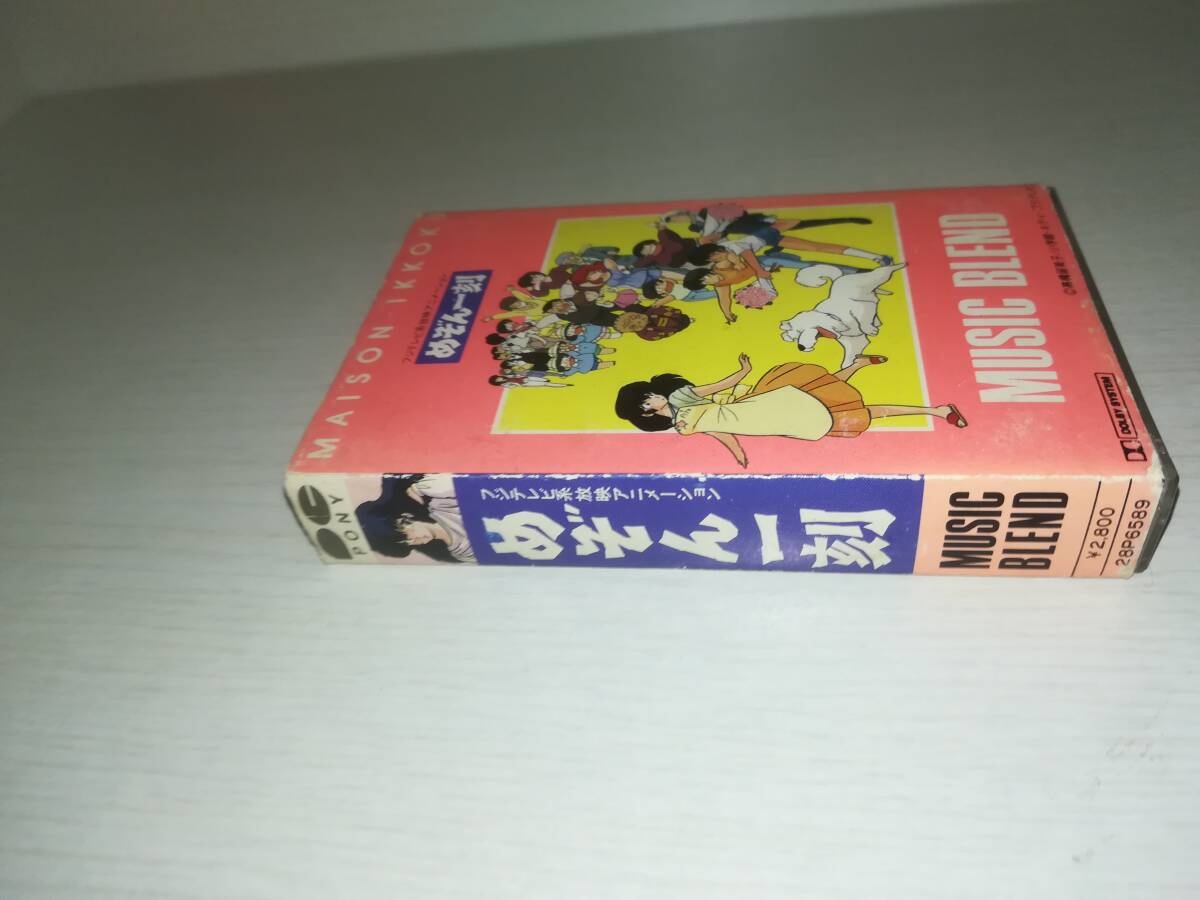 MAISON-IKKOK
フジテレビ系放映アニメーション
めぞん一刻
MUSIC BLEND
DOLBY SYSTEM
PONY
フジテレビ系放映アニメーション
めぞん一刻
MUSIC
BLEND
¥2,800
28P6589